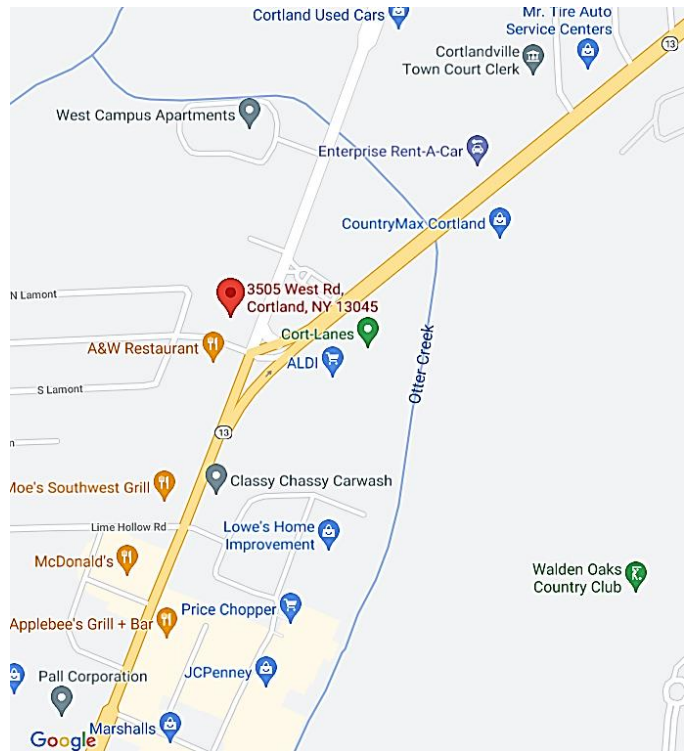 Cortland Used Cars
Mr. Tire Auto
Service Centers
13
Cortlandville
Town Court Clerk
West Campus Apartments
Enterprise Rent-A-Car
CountryMax Cortland
3505 West Rd,
Cortland, NY 13045
N Lamont
Cort-Lanes
A&W Restaurant
ALDI
Otter Creek
S Lamont
13
Classy Chassy Carwash
Moe's Southwest Grill
Lime Hollow Rd
Lowe's Home
Improvement
McDonald's
Walden Oaks
Country Club
Price Chopper
Applebee's Grill + Bar
JCPenney
Pall Corporation
Marshalls
Google